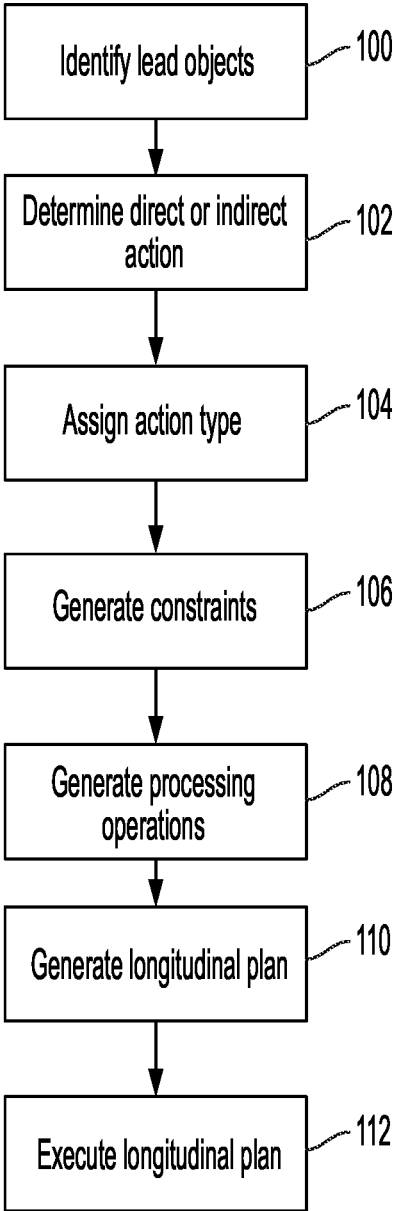 Identify lead objects
100
Determine direct or indirect
action
102
Assign action type
104
Generate constraints
106
Generate processing
operations
108
Generate longitudinal plan
110
Execute longitudinal plan
112